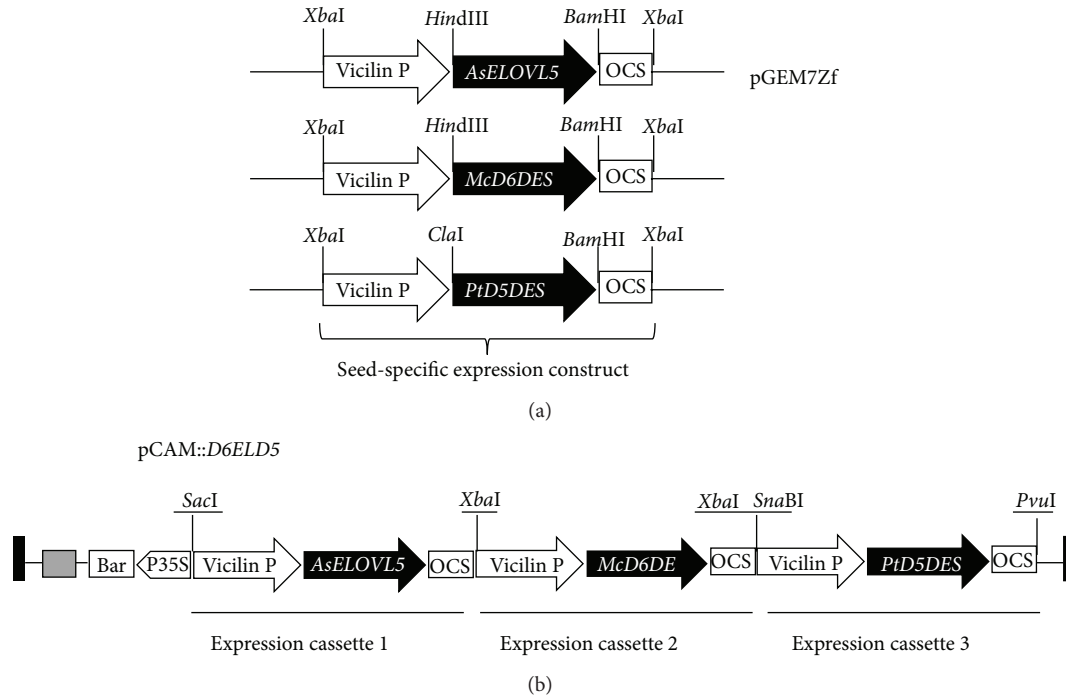 XbaI HindIII BamHI XbaI
Vicilin P AsELOVL5 OCS pGEM7Zf
XbaI HindIII BamHI XbaI
Vicilin P McD6DES OCS
XbaI ClaI BamHI XbaI
Vicilin P PtD5DES OCS
Seed-specific expression construct
(a)
pCAM::D6ELD5
SacI XbaI XbaI SnaBI PvuI
Bar P35S Vicilin P AsELOVL5 OCS Vicilin P McD6DE OCS Vicilin P PtD5DES OCS
Expression cassette 1 Expression cassette 2 Expression cassette 3
(b)